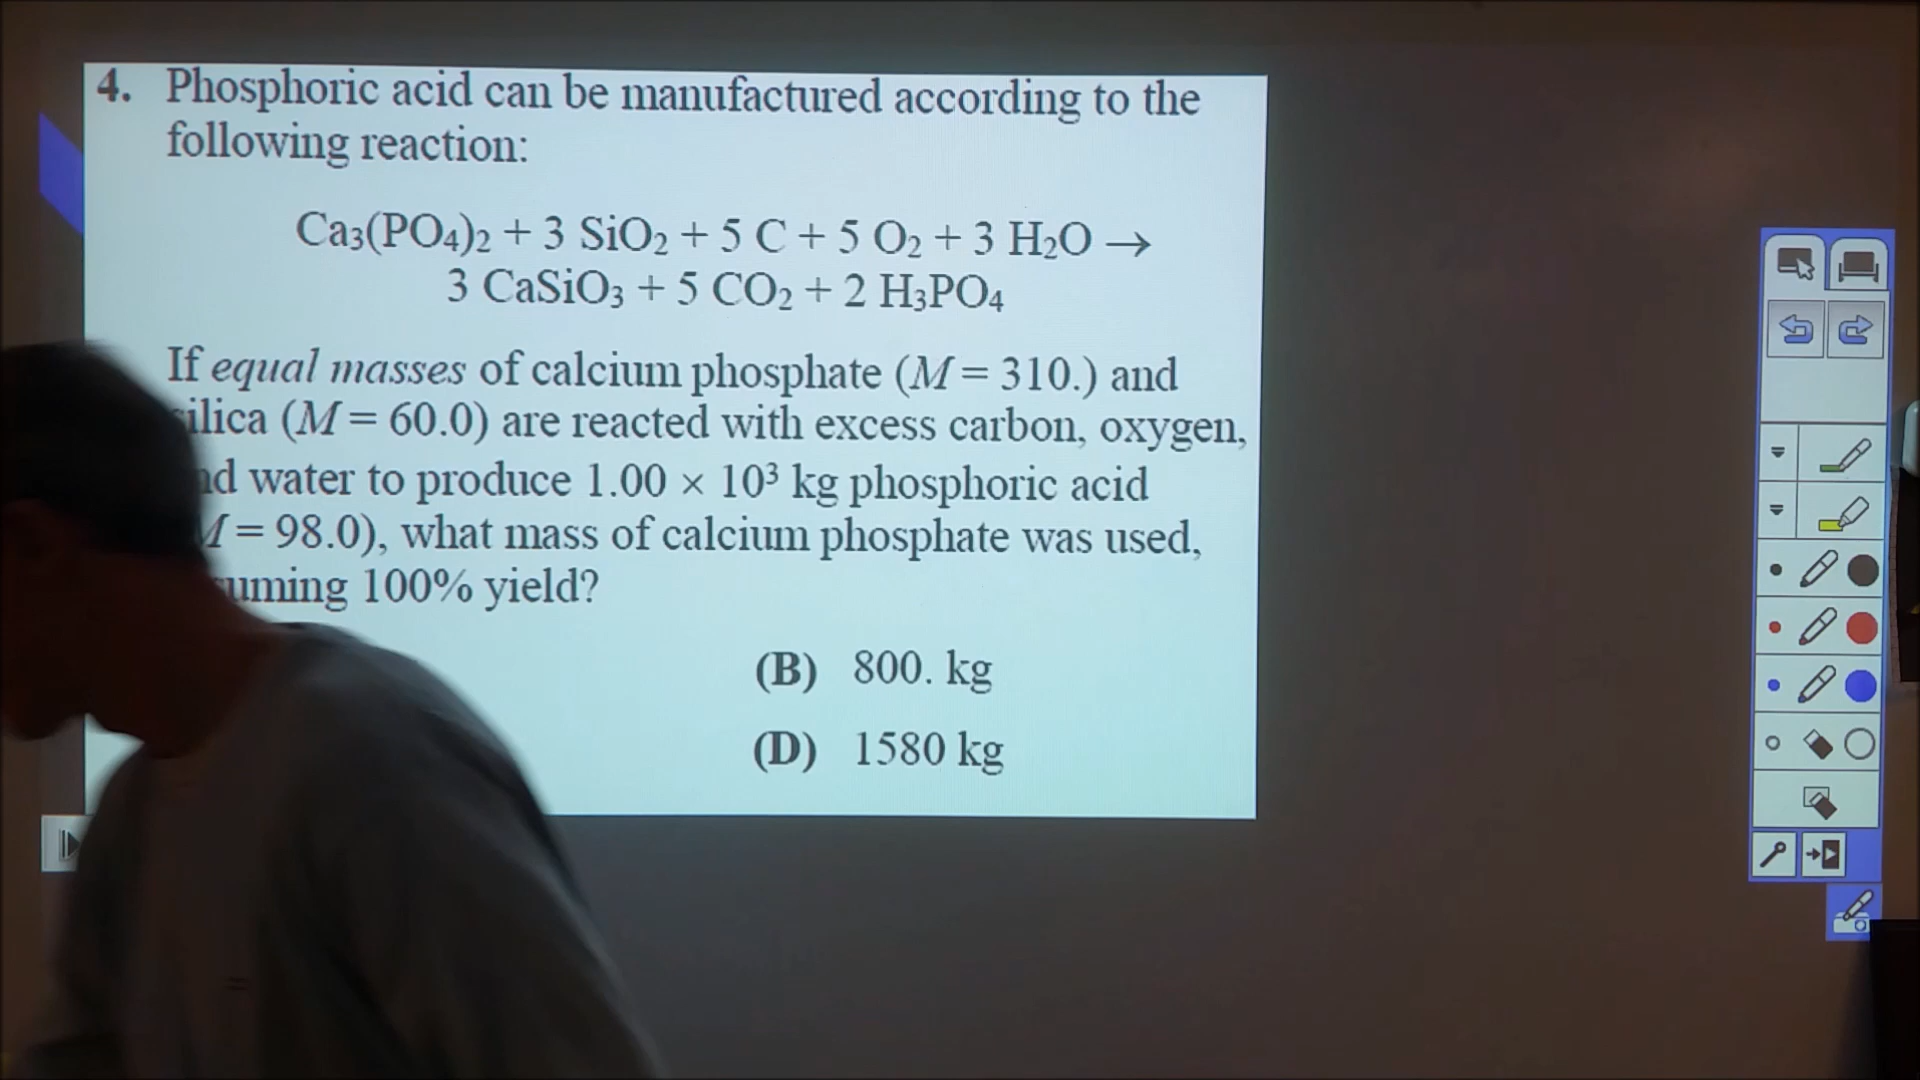 4. Phosphoric acid can be manufactured according to the
following reaction:
Ca₃(PO₄)₂ + 3 SiO₂ + 5 C + 5 O₂ + 3 H₂O →
3 CaSiO₃ + 5 CO₂ + 2 H₃PO₄
If equal masses of calcium phosphate (M = 310.) and
(M = 60.0) are reacted with excess carbon, oxygen,
water to produce 1.00 × 10³ kg phosphoric acid
= 98.0), what mass of calcium phosphate was used,
100% yield?
(B) 800. kg
(D) 1580 kg